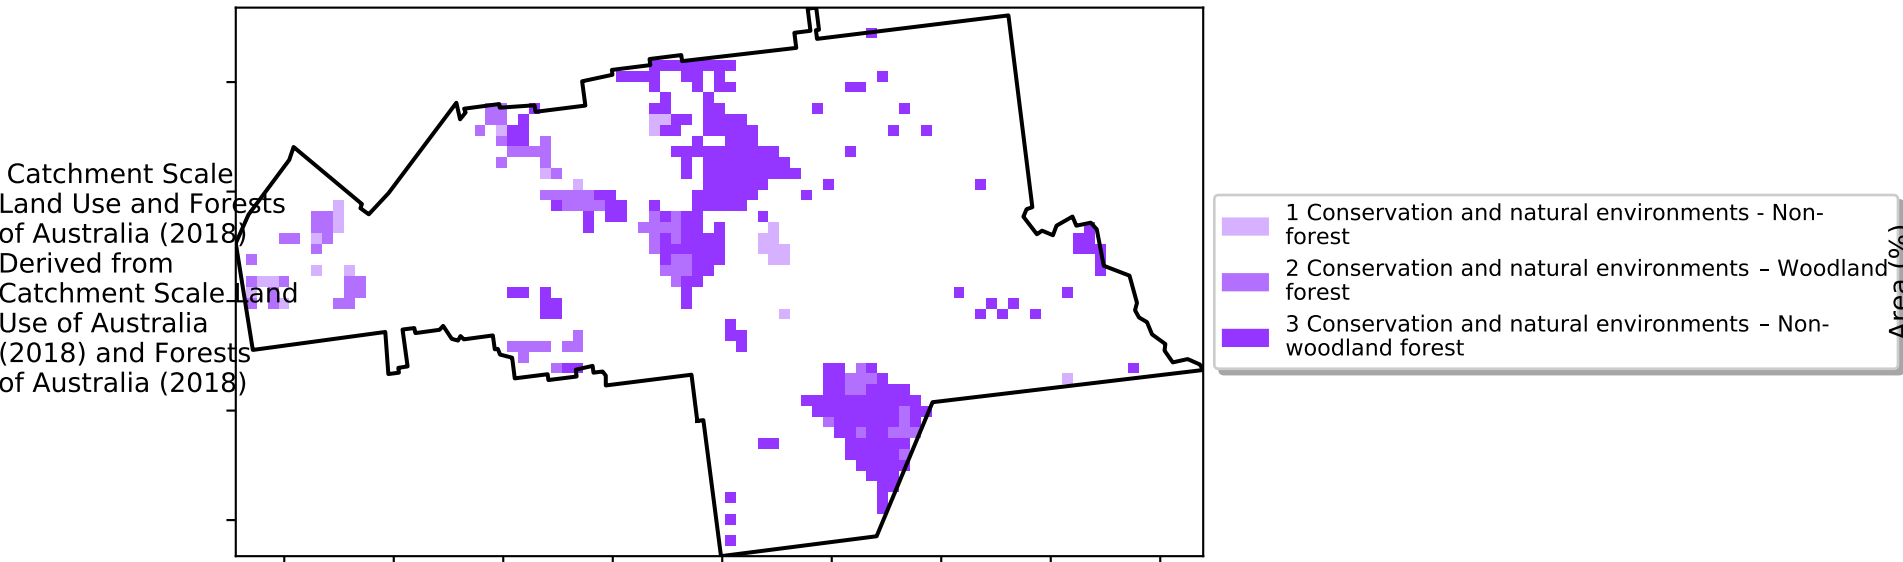 Catchment Scale
Land Use and Forests
of Australia (2018)
Derived from
Catchment Scale Land
Use of Australia
(2018) and Forests
of Australia (2018)
1 Conservation and natural environments - Non-
forest
2 Conservation and natural environments – Woodland
forest
3 Conservation and natural environments – Non-
woodland forest
Area (%)